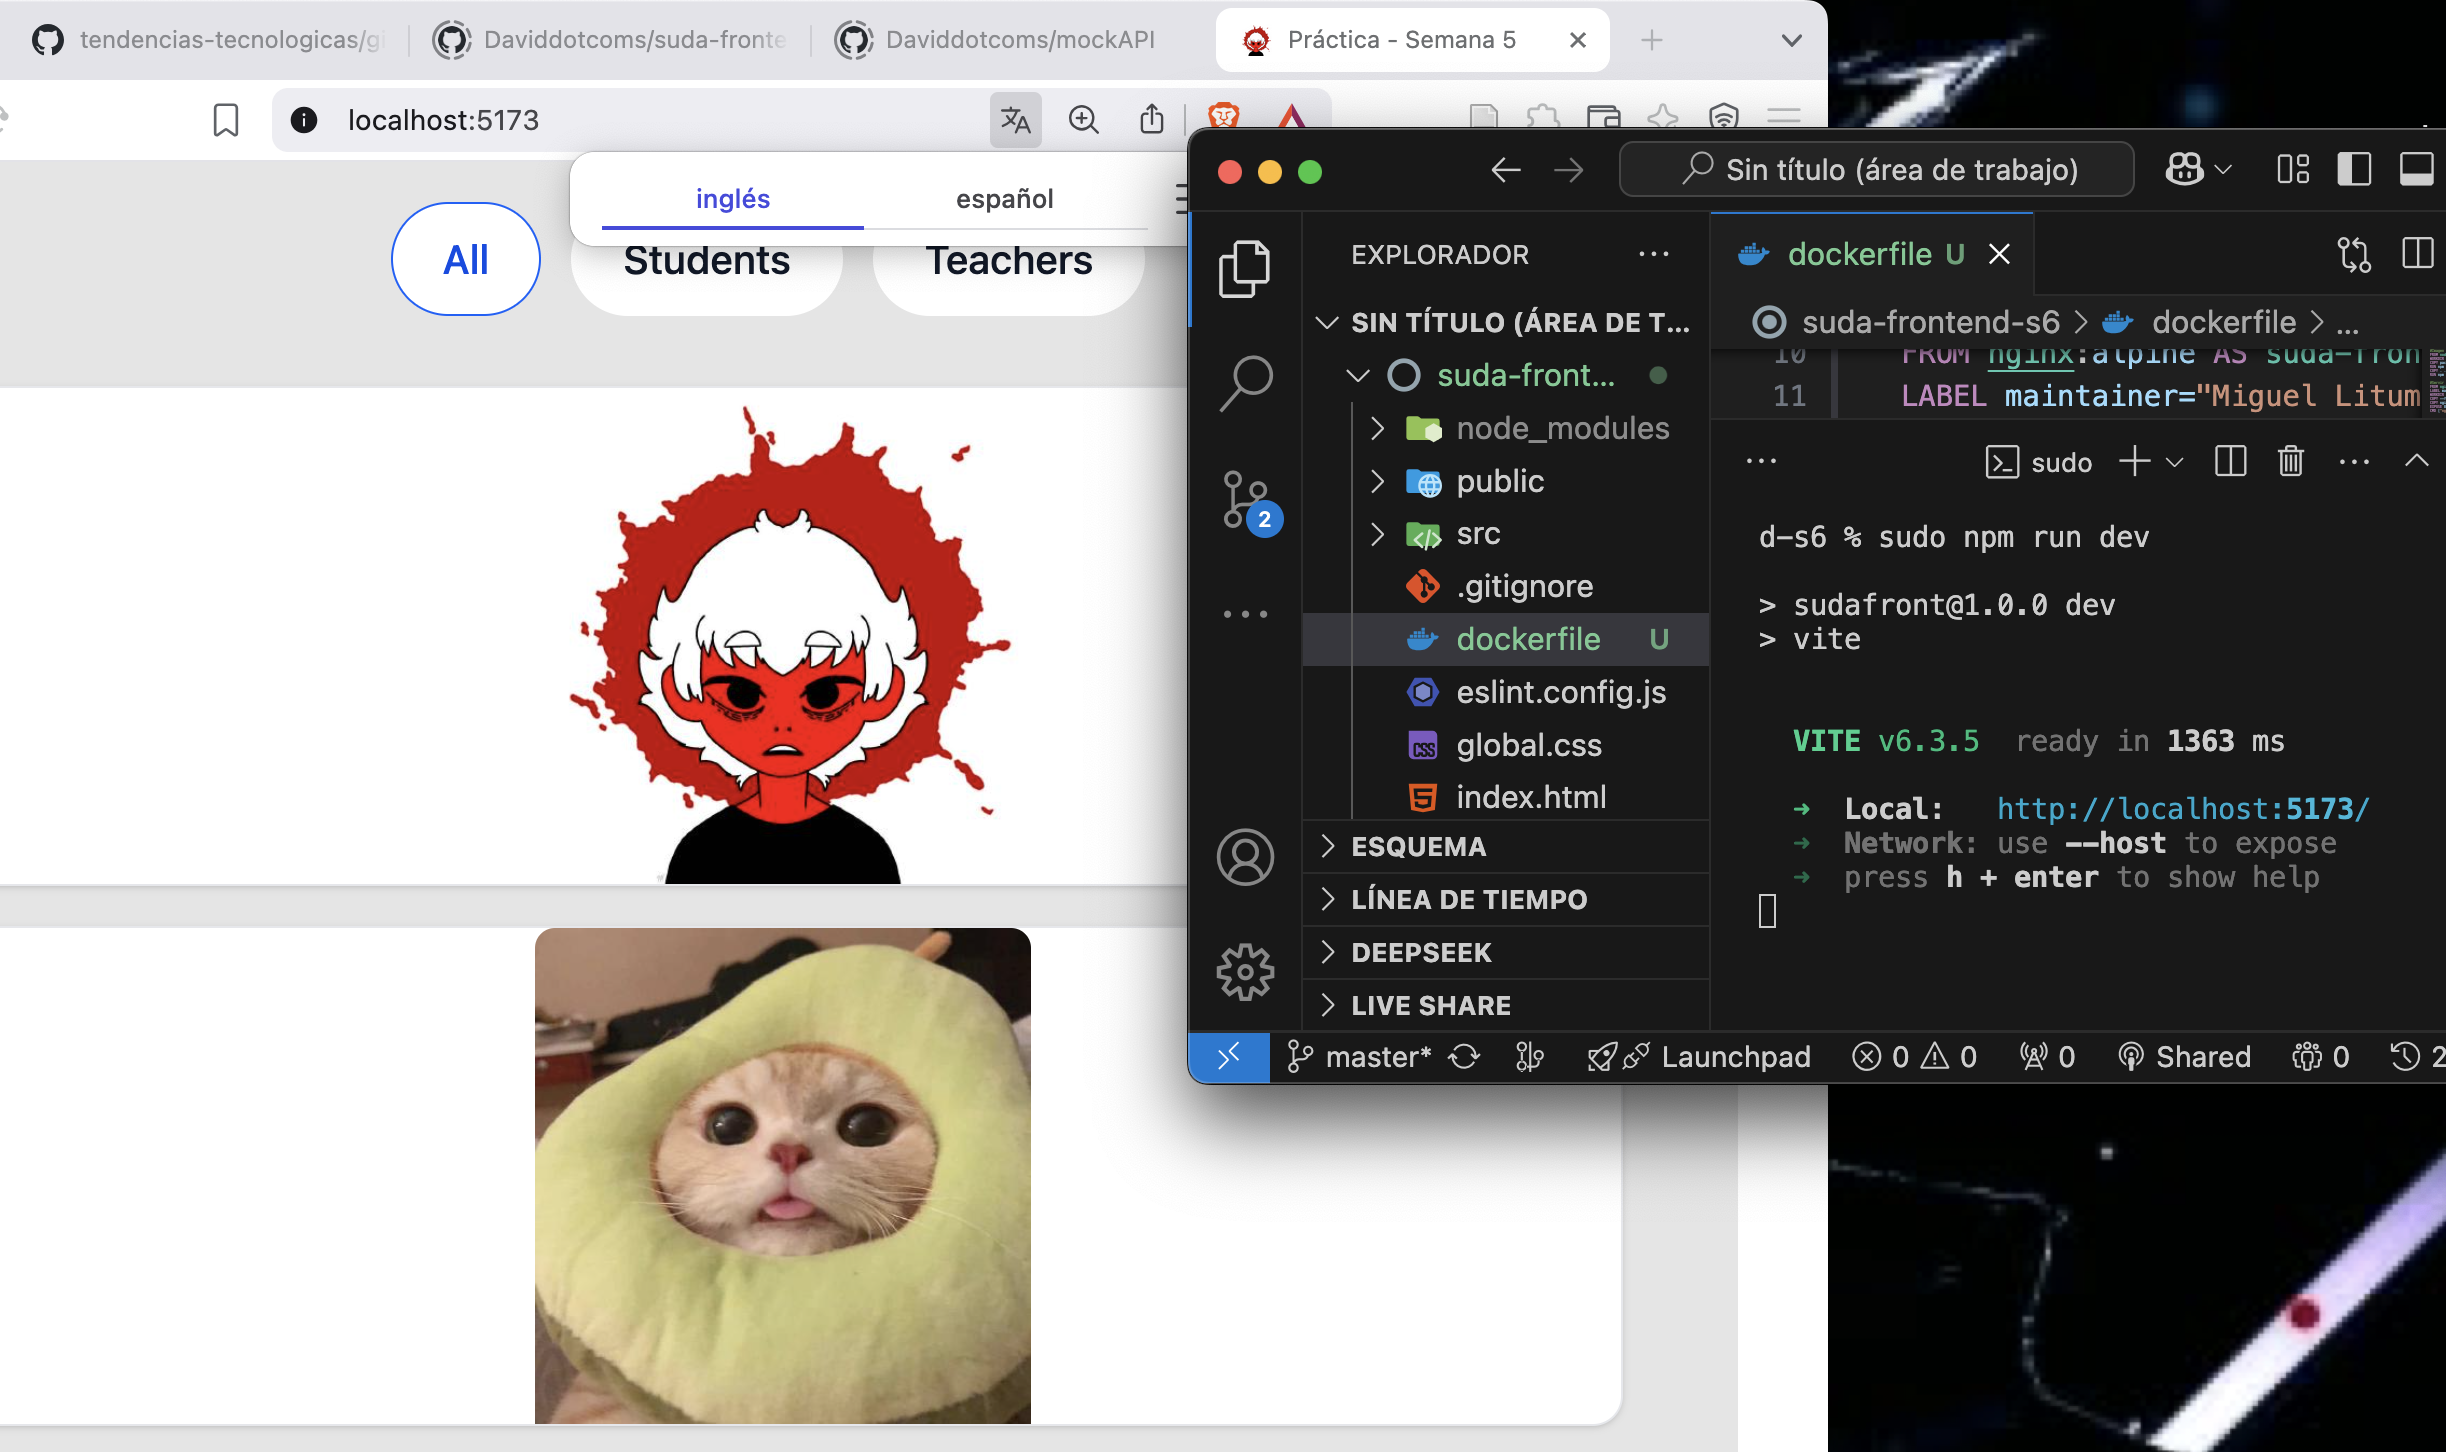 tendencias-tecnologicas/gi
Daviddotcoms/suda-fronte
Daviddotcoms/mockAPI
Práctica - Semana 5
localhost:5173
inglés
español
All
Students
Teachers
Sin título (área de trabajo)
EXPLORADOR
SIN TÍTULO (ÁREA DE T...
suda-front...
node_modules
public
src
.gitignore
dockerfile U
eslint.config.js
global.css
index.html
ESQUEMA
LÍNEA DE TIEMPO
DEEPSEEK
LIVE SHARE
2
dockerfile U
suda-frontend-s6 > dockerfile > ...
10 FROM nginx:alpine AS suda-fron
11 LABEL maintainer="Miguel Litum
sudo
d-s6 % sudo npm run dev
> sudafront@1.0.0 dev
> vite
VITE v6.3.5 ready in 1363 ms
➜ Local: http://localhost:5173/
➜ Network: use --host to expose
➜ press h + enter to show help
master*
Launchpad
0
0
0
Shared
0
2